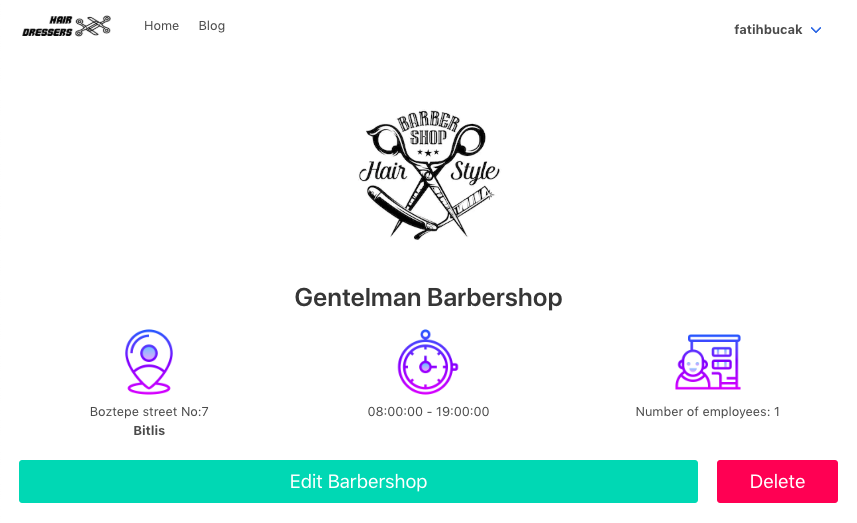 HAIR
DRESSERS
Home
Blog
fatihbucak
BARBER
SHOP
Hair Style
Gentelman Barbershop
Boztepe street No:7
Bitlis
08:00:00 - 19:00:00
Number of employees: 1
Edit Barbershop
Delete